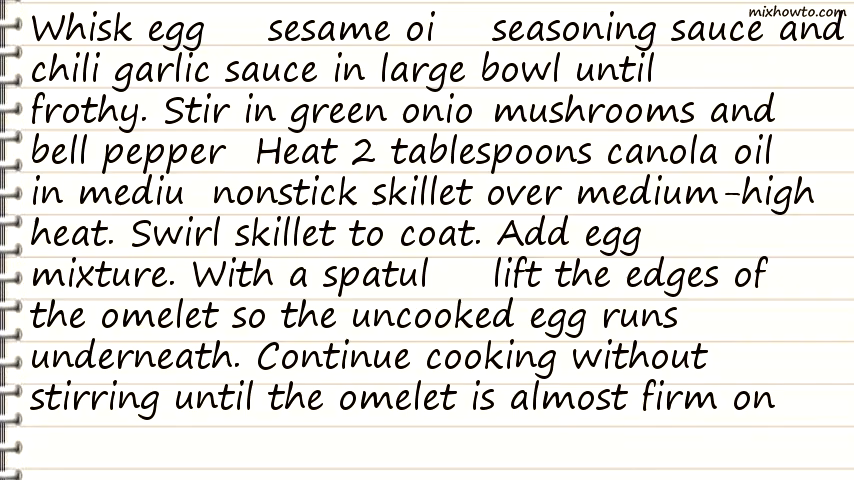 mixhowto.com
Whisk egg sesame oi seasoning sauce and
chili garlic sauce in large bowl until
frothy. Stir in green onio mushrooms and
bell pepper Heat 2 tablespoons canola oil
in mediu nonstick skillet over medium-high
heat. Swirl skillet to coat. Add egg
mixture. With a spatul lift the edges of
the omelet so the uncooked egg runs
underneath. Continue cooking without
stirring until the omelet is almost firm on